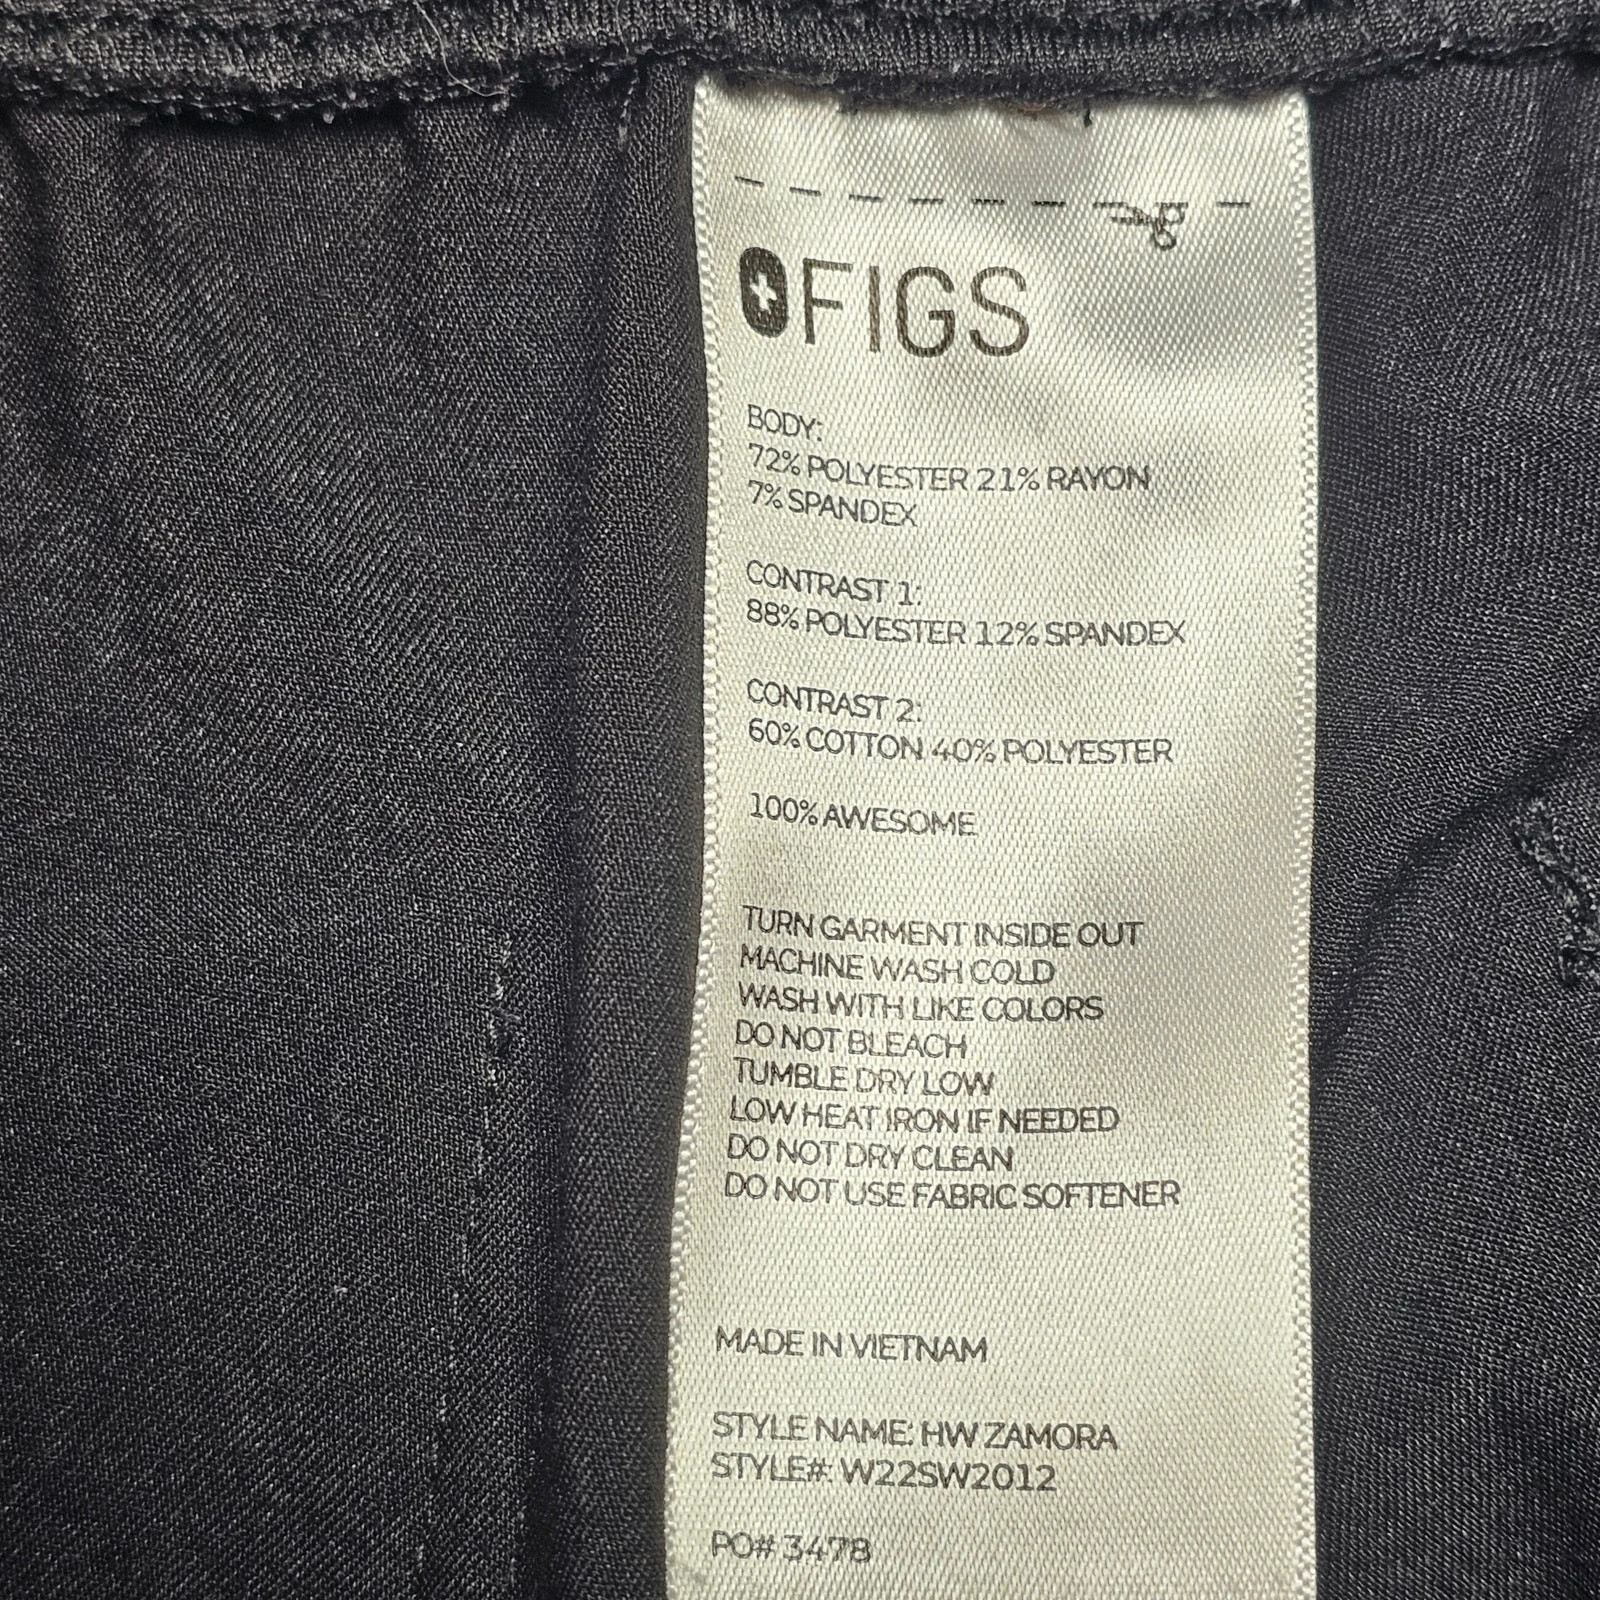 FIGS
BODY:
72% POLYESTER 21% RAYON
7% SPANDEX
CONTRAST 1:
88% POLYESTER 12% SPANDEX
CONTRAST 2:
60% COTTON 40% POLYESTER
100% AWESOME
TURN GARMENT INSIDE OUT
MACHINE WASH COLD
WASH WITH LIKE COLORS
DO NOT BLEACH
TUMBLE DRY LOW
LOW HEAT IRON IF NEEDED
DO NOT DRY CLEAN
DO NOT USE FABRIC SOFTENER
MADE IN VIETNAM
STYLE NAME: HW ZAMORA
STYLE#: W22SW2012
PO# 3478